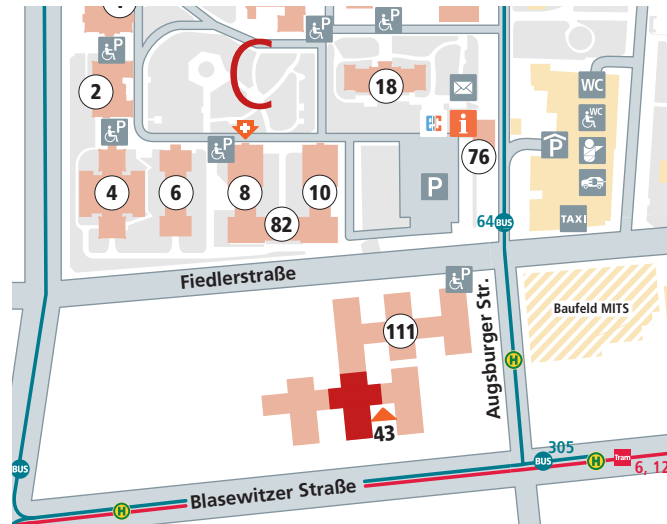 P
P
C
18
WC
2
P
WC
EC
i
P
P
76
P
4
6
8
10
P
82
64
BUS
TAXI
Fiedlerstraße
P
Augsburger Str.
Baufeld MITS
111
H
43
305
BUS
BUS
H
Tram
6, 12
Blasewitzer Straße
H